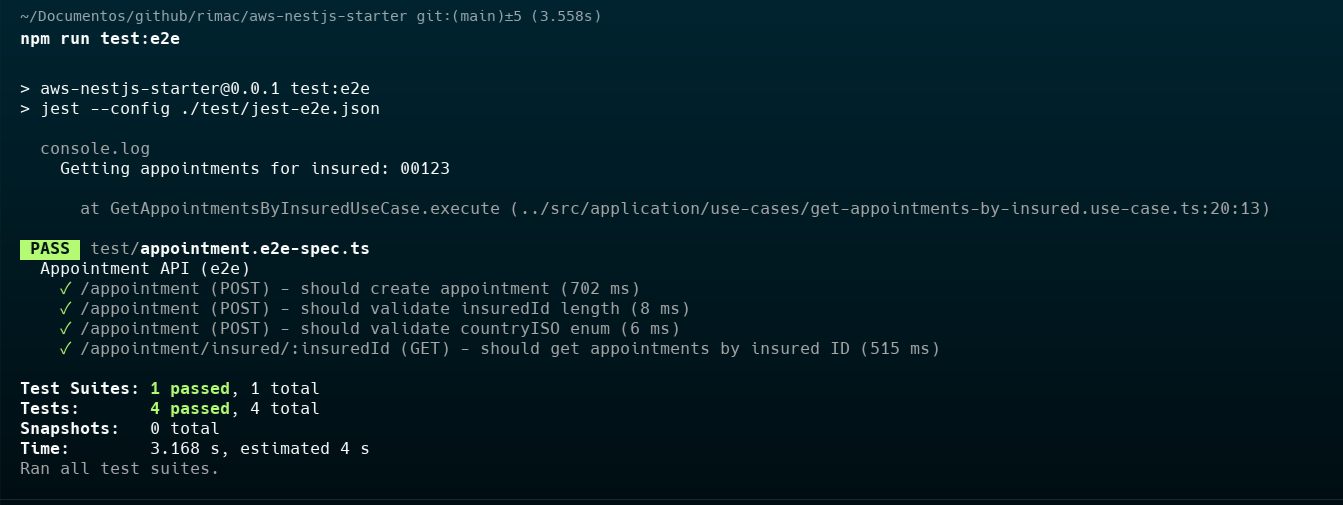 ~/Documentos/github/rimac/aws-nestjs-starter git:(main)±5 (3.558s)
npm run test:e2e
> aws-nestjs-starter@0.0.1 test:e2e
> jest --config ./test/jest-e2e.json
console.log
Getting appointments for insured: 00123
at GetAppointmentsByInsuredUseCase.execute (../src/application/use-cases/get-appointments-by-insured.use-case.ts:20:13)
PASS test/appointment.e2e-spec.ts
Appointment API (e2e)
✓ /appointment (POST) - should create appointment (702 ms)
✓ /appointment (POST) - should validate insuredId length (8 ms)
✓ /appointment (POST) - should validate countryISO enum (6 ms)
✓ /appointment/insured/:insuredId (GET) - should get appointments by insured ID (515 ms)
Test Suites: 1 passed, 1 total
Tests: 4 passed, 4 total
Snapshots: 0 total
Time: 3.168 s, estimated 4 s
Ran all test suites.